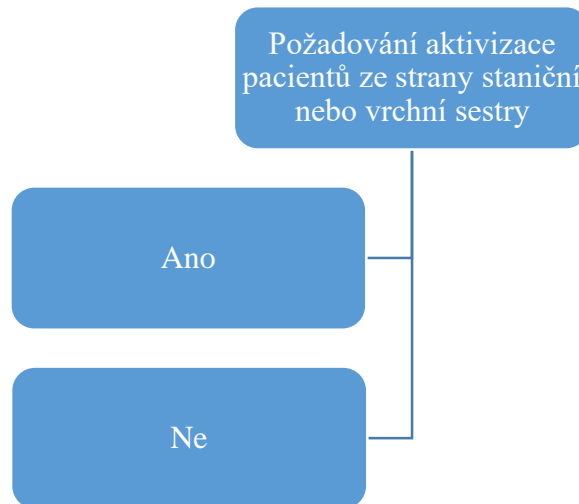 Požadování aktivizace
pacientů ze strany staniční
nebo vrchní sestry
Ano
Ne